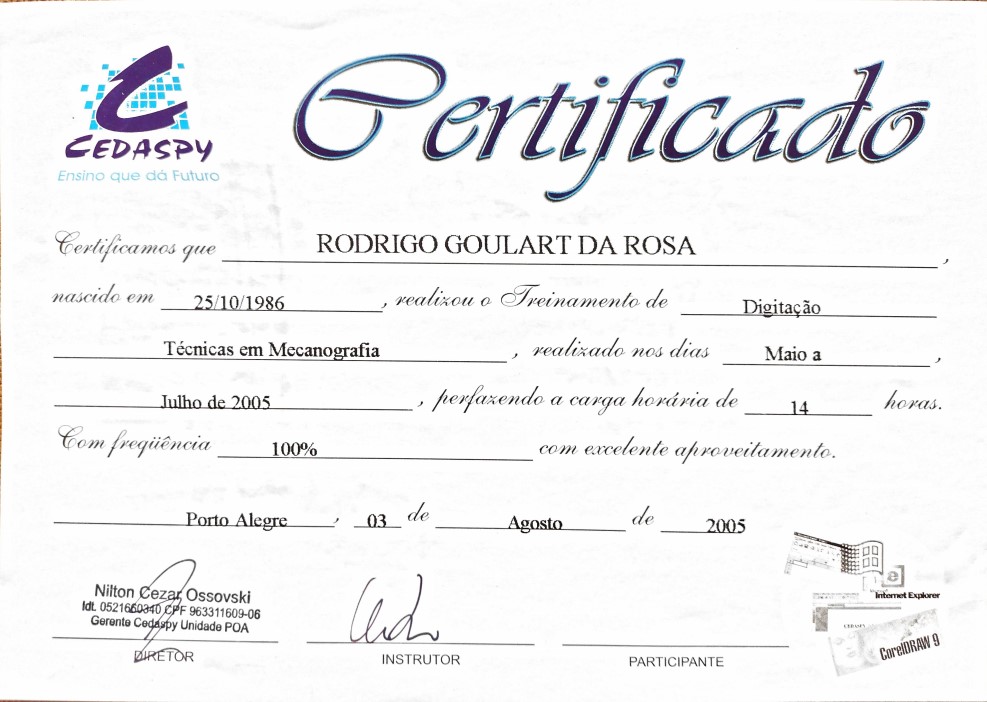 CEDASPY
Ensino que dá Futuro
Certificado
Certificamos que RODRIGO GOULART DA ROSA,
nascido em 25/10/1986, realizou o Treinamento de Digitação
Técnicas em Mecanografia, realizado nos dias Maio a,
Julho de 2005, perfazendo a carga horária de 14 horas.
Com freqüência 100% com excelente aproveitamento.
Porto Alegre, 03 de Agosto de 2005
Nilton Cezar Ossovski
Idt. 0521660340 CPF 963311609-06
Gerente Cedaspy Unidade POA
DIRETOR
INSTRUTOR
PARTICIPANTE
Internet Explorer
CorelDRAW 9